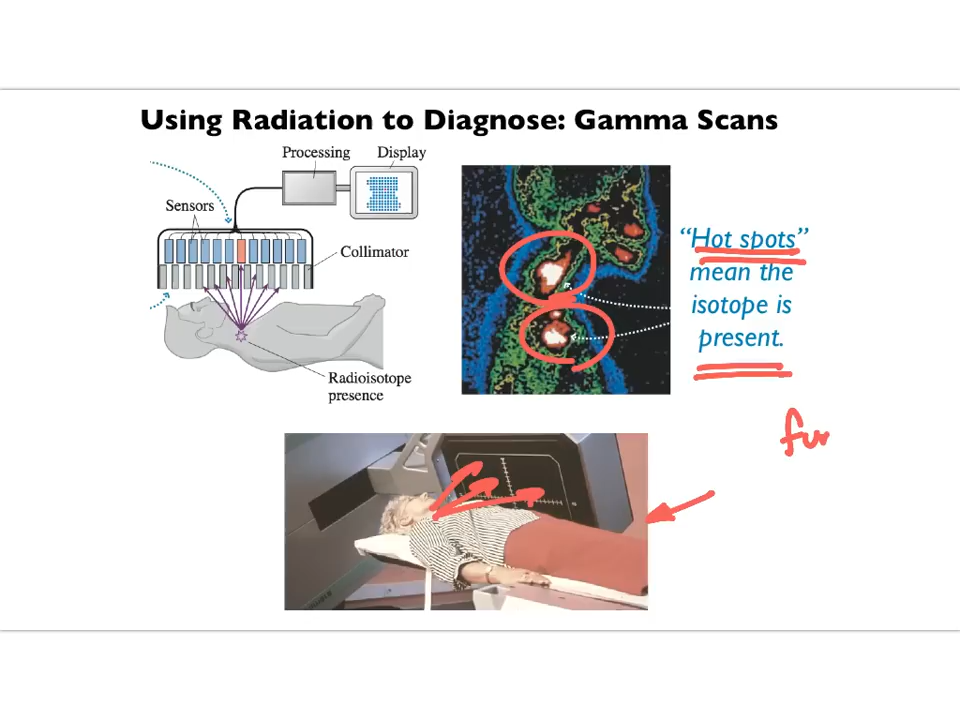 Using Radiation to Diagnose: Gamma Scans
Processing
Display
Sensors
Collimator
Radioisotope
presence
“Hot spots”
mean the
isotope is
present.